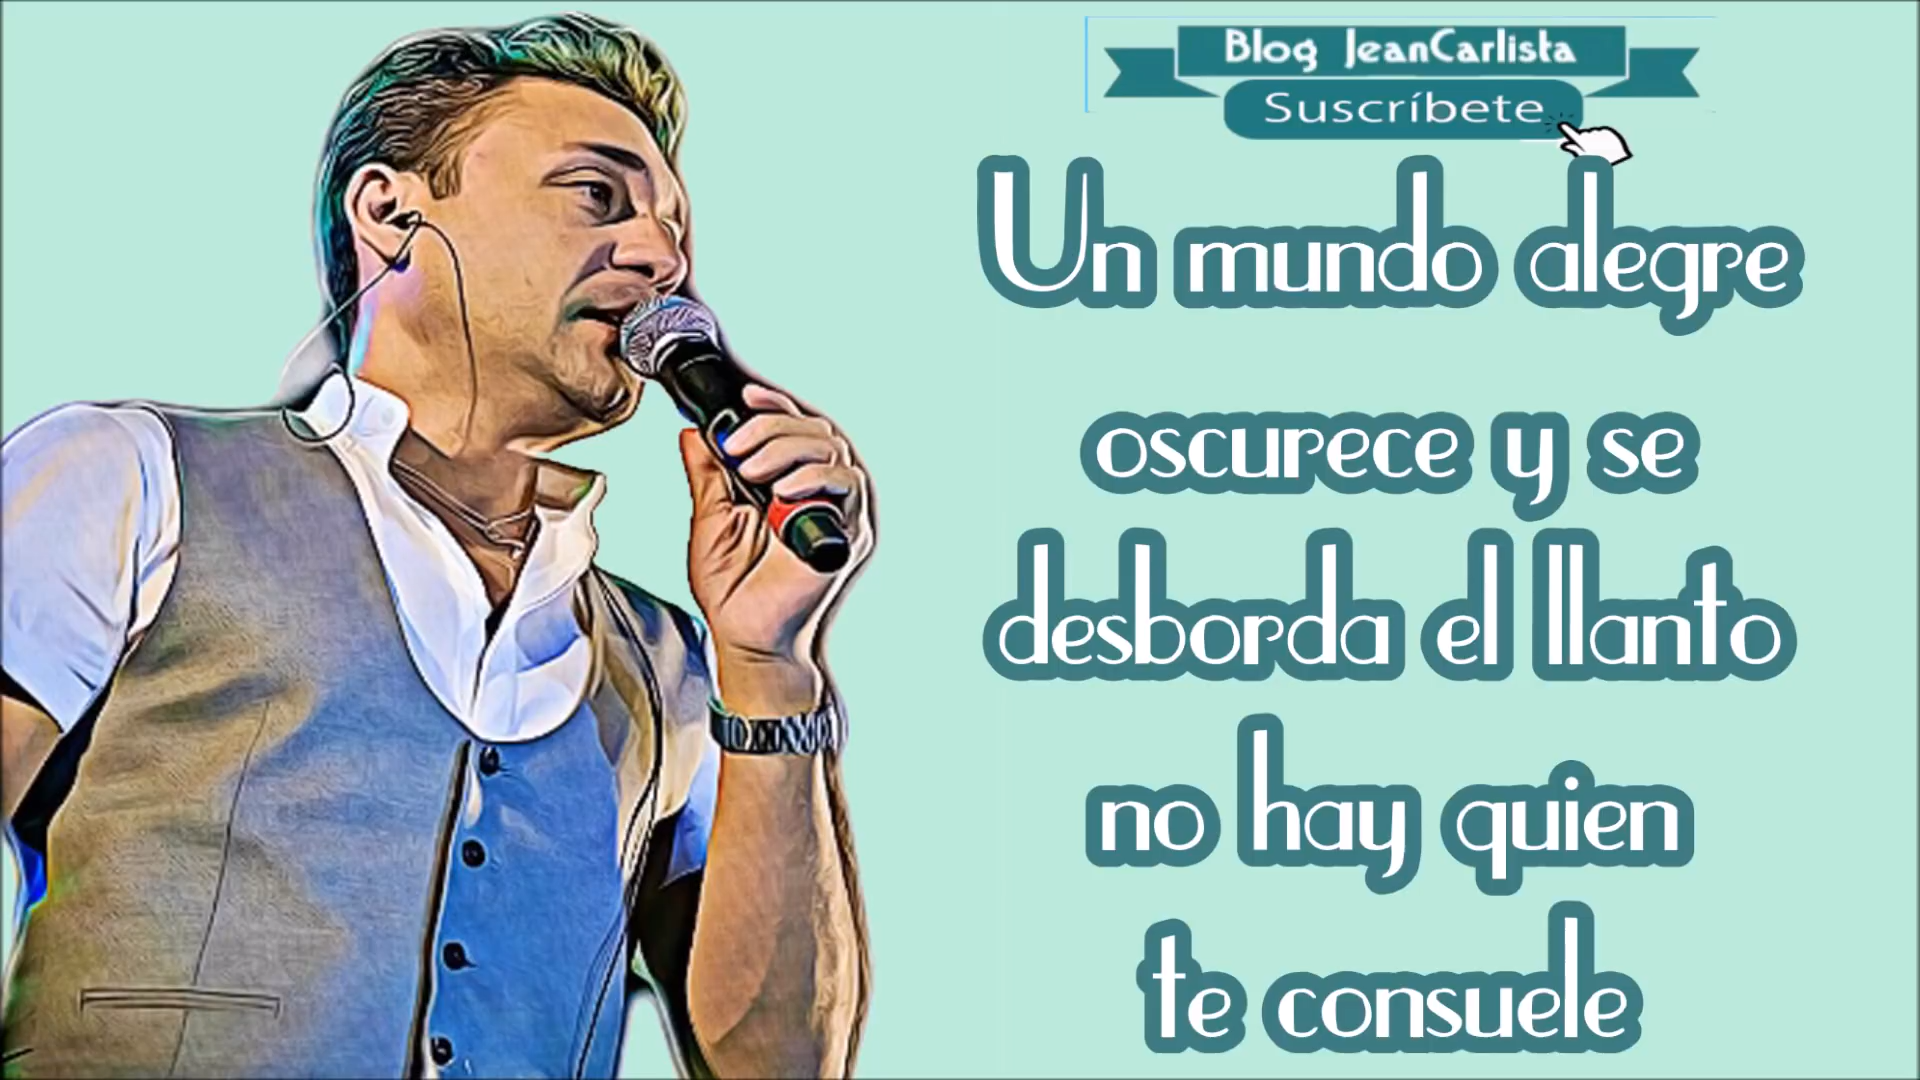 Blog JeanCarlista
Suscríbete
Un mundo alegre
oscurece y se
desborda el llanto
no hay quien
te consuele